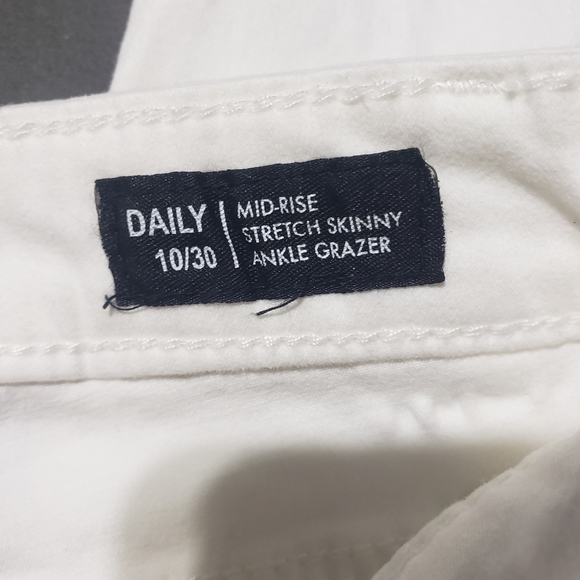 DAILY
10/30
MID-RISE
STRETCH SKINNY
ANKLE GRAZER